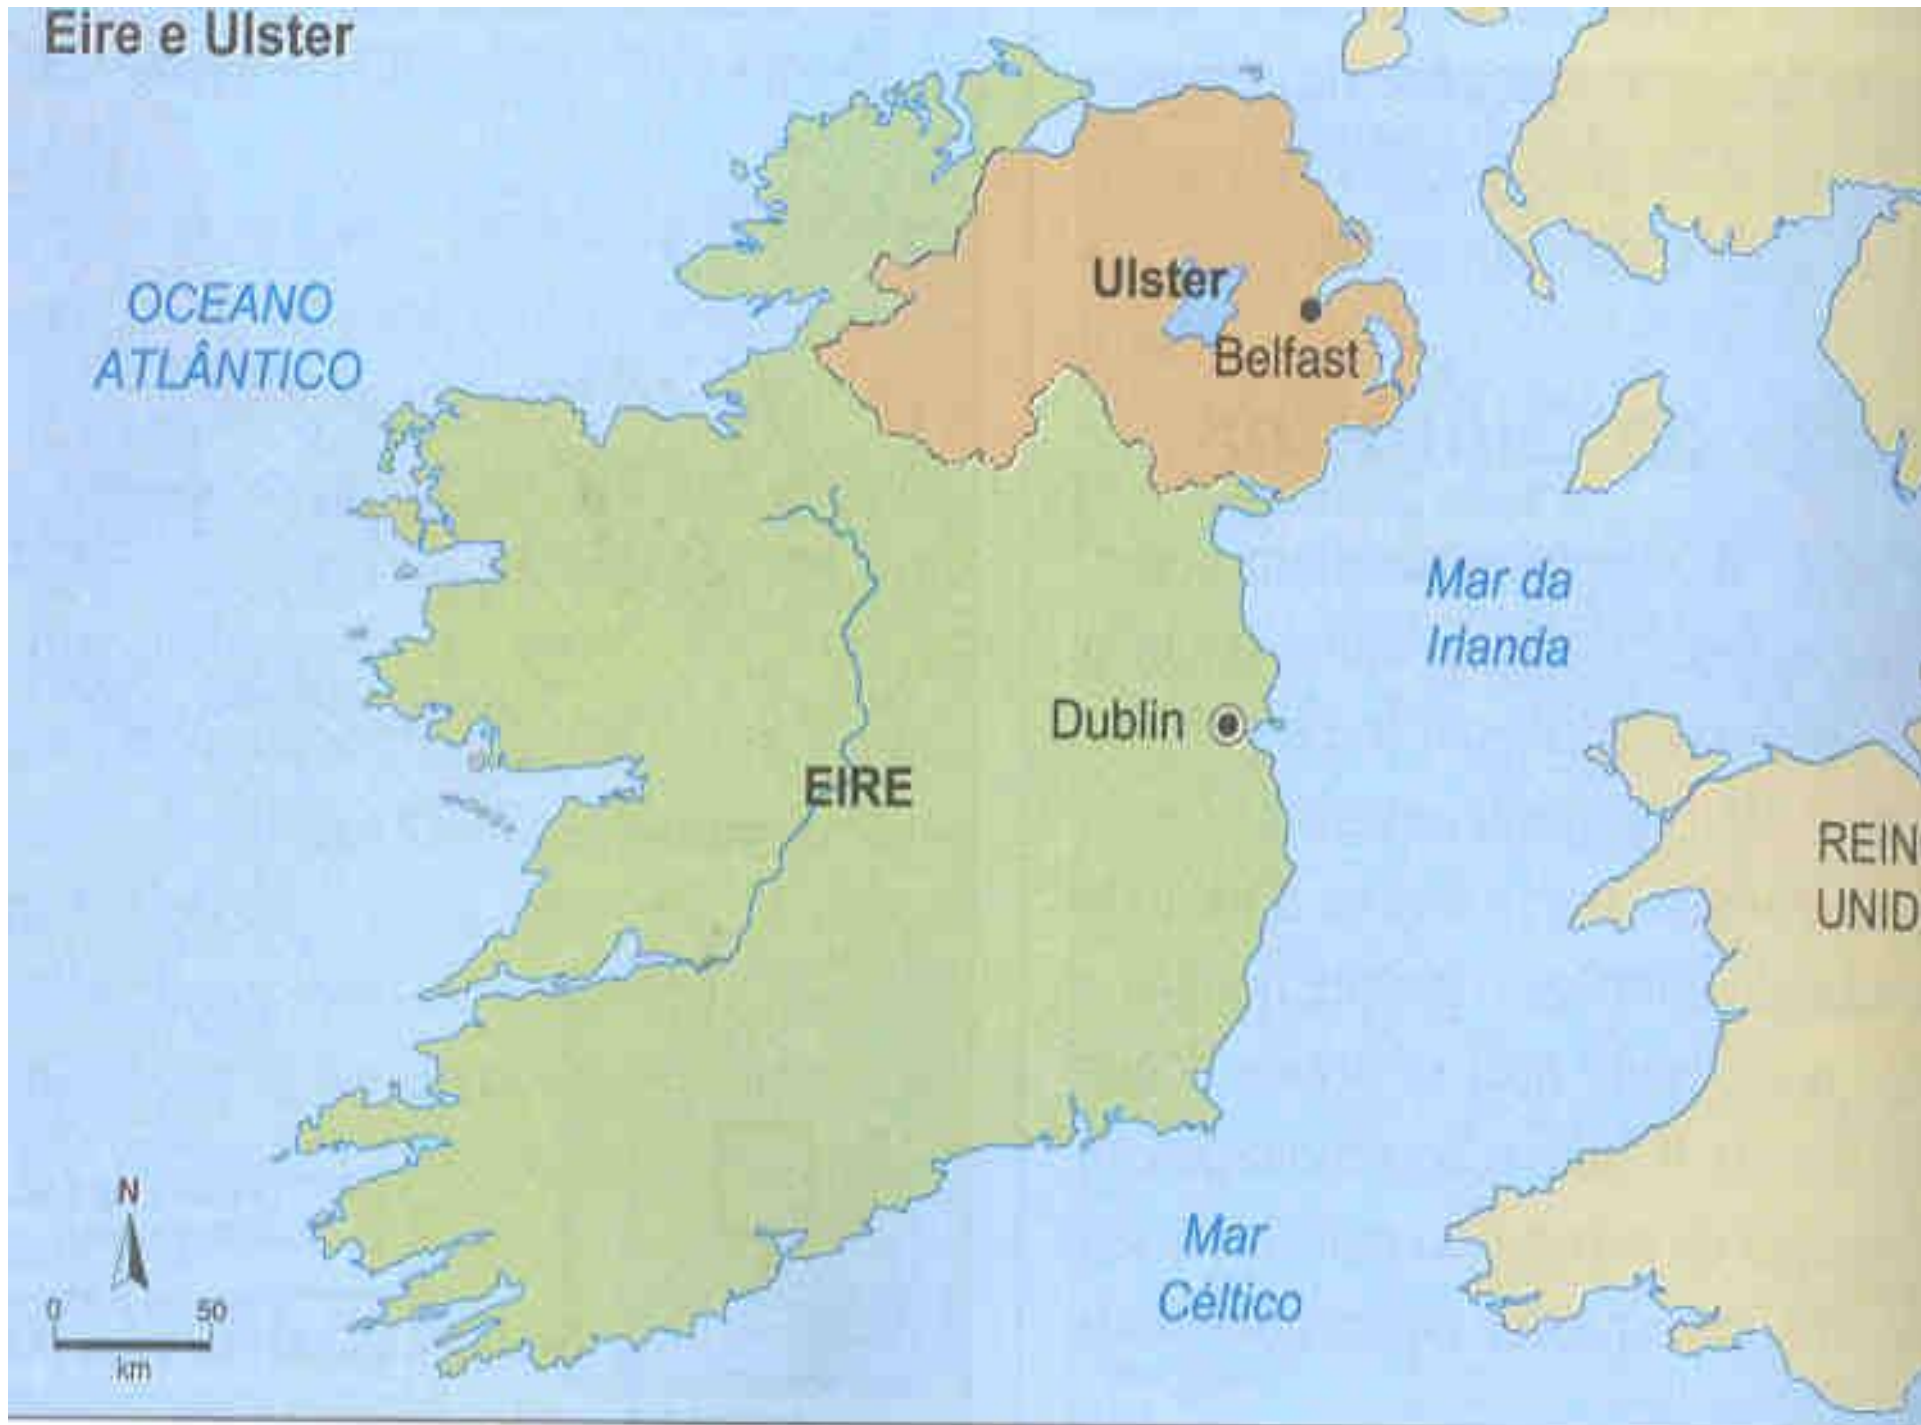 Eire e Ulster
OCEANO
ATLÂNTICO
Ulster
Belfast
Mar da
Irlanda
Dublin
EIRE
REIN
UNID
Mar
Céltico
N
0 50
km